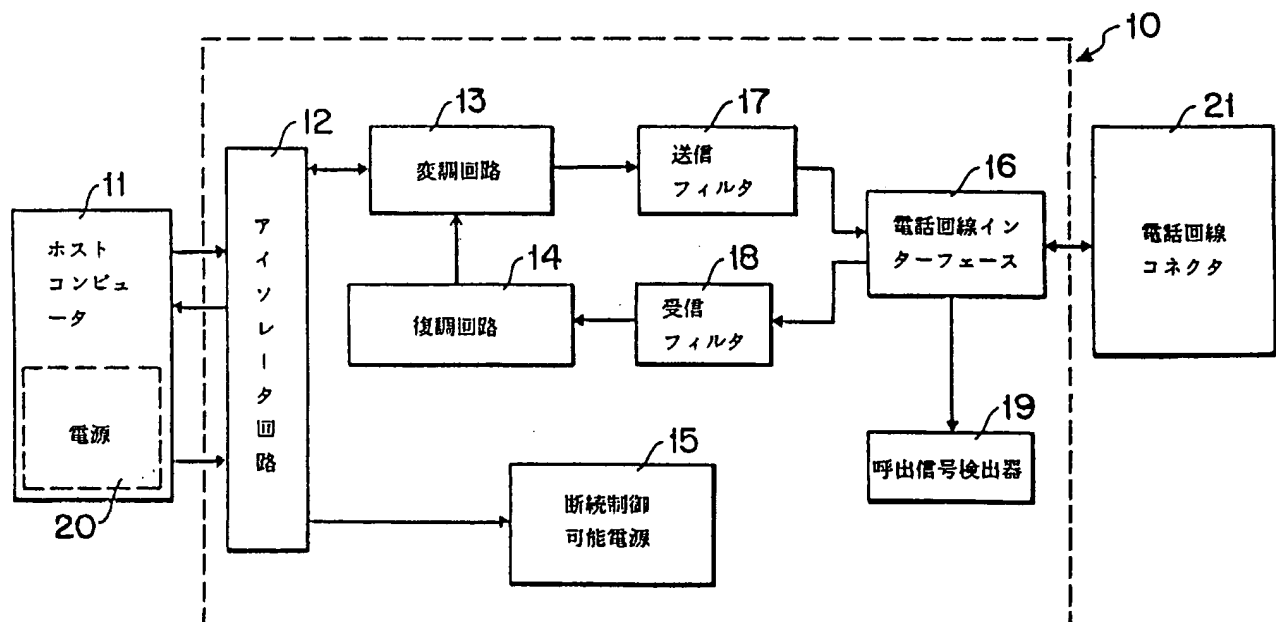 10
13
17
21
12
変調回路
送信
フィルタ
16
11
ホスト
コンピュ
ータ
アイソレータ回路
電話回線イン
ターフェース
電話回線
コネクタ
14
復調回路
18
受信
フィルタ
電源
20
15
断続制御
可能電源
19
呼出信号検出器